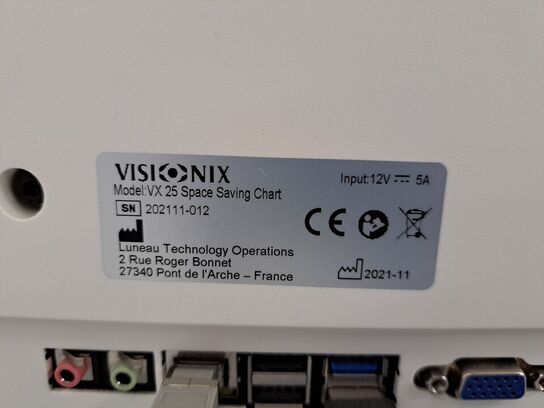 VISIONIX
Model:VX 25 Space Saving Chart
Input:12V 5A
SN 202111-012
CE
Luneau Technology Operations
2 Rue Roger Bonnet
27340 Pont de l'Arche – France
2021-11